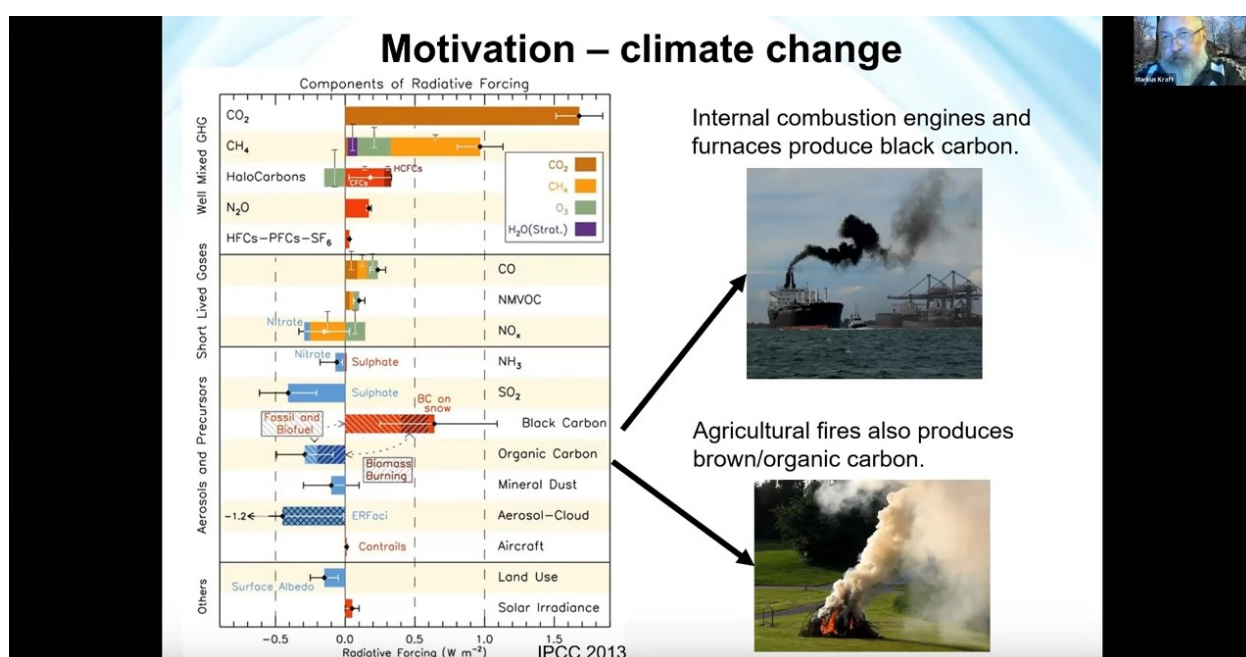 Motivation – climate change
Components of Radiative Forcing
Well Mixed GHG
CO₂
CH₄
HaloCarbons
CFCs
HCFCs
N₂O
HFCs–PFCs–SF₆
CO₂
CH₄
O₃
H₂O(Strat.)
Short Lived Gases
CO
NMVOC
Nitrate
NOₓ
Aerosols and Precursors
Nitrate
Sulphate
NH₃
Sulphate
SO₂
BC on
snow
Fossil and
Biofuel
Black Carbon
Organic Carbon
Biomass
Burning
Mineral Dust
-1.2
ERFaci
Aerosol–Cloud
Contrails
Aircraft
Others
Land Use
Surface Albedo
Solar Irradiance
-0.5
0.0
0.5
1.0
Radiative Forcing (W m⁻²)
IPCC 2013
Internal combustion engines and
furnaces produce black carbon.
Agricultural fires also produces
brown/organic carbon.
Markus Kraft